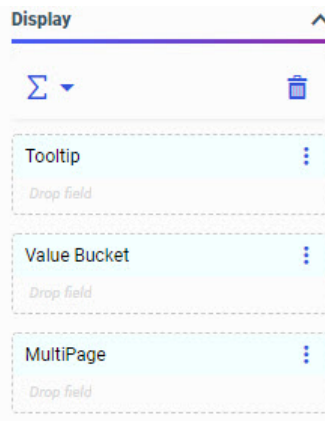 Display
Σ
Tooltip
Drop field
Value Bucket
Drop field
MultiPage
Drop field